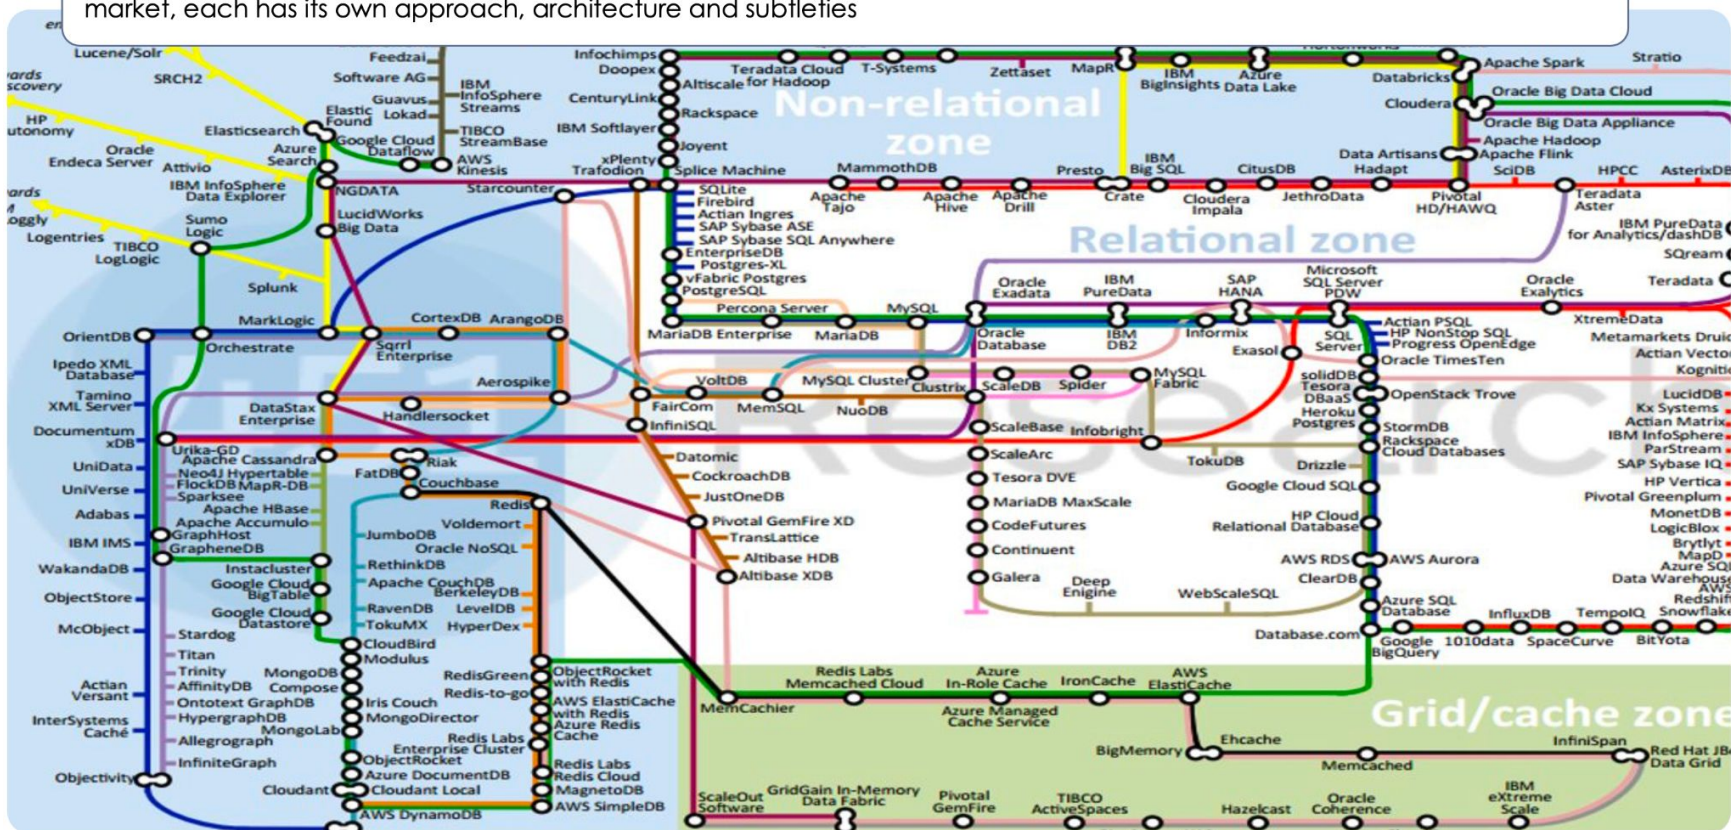 market, each has its own approach, architecture and subtleties
Lucene/Solr
SRCH2
HP
Oracle
Endeca Server
Attivio
IBM InfoSphere
Data Explorer
Elasticsearch
Elastic
Found
Azure
Search
Google Cloud
Dataflow
AWS
Kinesis
Feedzai
Software AG
Guavus
Lokad
IBM
InfoSphere
Streams
TIBCO
StreamBase
NGDATA
LucidWorks
Big Data
Sumo
Logic
Logentries
TIBCO
LogLogic
Splunk
Starcounter
Infochimps
Doopex
CenturyLink
IBM Softlayer
xPlenty
Trafodion
Altiscale
Rackspace
Joyent
Splice Machine
Teradata Cloud
for Hadoop
T-Systems
Zettaset
MapR
IBM
BigInsights
Azure
Data Lake
Non-relational
zone
Databricks
Cloudera
Data Artisans
Apache Spark
Stratio
Oracle Big Data Cloud
Oracle Big Data Appliance
Apache Hadoop
Apache Flink
MammothDB
Presto
IBM
Big SQL
CitusDB
Hadapt
SciDB
HPCC
AsterixDB
Apache
Tajo
Apache
Hive
Apache
Drill
Crate
Cloudera
Impala
JethroData
Pivotal
HD/HAWQ
Teradata
Aster
SQLite
Firebird
Actian Ingres
SAP Sybase ASE
SAP Sybase SQL Anywhere
EnterpriseDB
Postgres-XL
vFabric Postgres
PostgreSQL
Relational zone
IBM PureData
for Analytics/dashDB
SQream
Teradata
Oracle
Exadata
IBM
PureData
SAP
HANA
Microsoft
SQL Server
PDW
Oracle
Exalytics
Percona Server
MySQL
MariaDB Enterprise
MariaDB
Oracle
Database
IBM
DB2
Informix
SQL
Server
Exasol
Actian PSQL
HP NonStop SQL
Progress OpenEdge
Oracle TimesTen
XtremeData
MarkLogic
CortexDB
ArangoDB
OrientDB
Orchestrate
Sqrrl
Enterprise
Ipedo XML
Database
Tamino
XML Server
Documentum
xDB
Aerospike
DataStax
Enterprise
Handlersocket
VoltDB
FairCom
MemSQL
MySQL Cluster
NuoDB
Clustrix
ScaleDB
Spider
MySQL
Fabric
InfiniSQL
solidDB
Tesora
DBaaS
OpenStack Trove
Heroku
Postgres
StormDB
Rackspace
Cloud Databases
LucidDB
Kx Systems
Actian Matrix
IBM InfoSphere
ParStream
SAP Sybase IQ
HP Vertica
Pivotal Greenplum
MonetDB
LogicBlox
Brytlyt
MapD
Research
Urika-GD
Apache Cassandra
Neo4J
Hypertable
FlockDB
MapR-DB
Sparksee
Apache HBase
Apache Accumulo
GraphHost
GrapheneDB
UniData
UniVerse
Adabas
IBM IMS
WakandaDB
ObjectStore
McObject
Actian
Versant
InterSystems
Caché
Objectivity
Riak
FatDB
Couchbase
Redis
Voldemort
Oracle NoSQL
JumboDB
RethinkDB
Apache CouchDB
BerkeleyDB
RavenDB
LevelDB
TokuMX
HyperDex
Instacluster
Google Cloud
BigTable
Google Cloud
Datastore
Stardog
Titan
Trinity
AffinityDB
Ontotext GraphDB
HypergraphDB
Allegrograph
InfiniteGraph
CloudBird
Modulus
MongoDB
Compose
Iris Couch
MongoDirector
MongoLab
ObjectRocket
Azure DocumentDB
Cloudant
Cloudant Local
AWS DynamoDB
RedisGreen
Redis-to-go
Redis Labs
Enterprise Cluster
ObjectRocket
with Redis
AWS ElastiCache
with Redis
Azure Redis
Cache
Redis Labs
Redis Cloud
MagnetoDB
AWS SimpleDB
Datomic
CockroachDB
JustOneDB
Pivotal GemFire XD
TransLattice
Altibase HDB
Altibase XDB
ScaleBase
ScaleArc
Tesora DVE
MariaDB MaxScale
CodeFutures
Continuent
Galera
Infobright
TokuDB
Drizzle
Google Cloud SQL
HP Cloud
Relational Database
AWS RDS
AWS Aurora
ClearDB
Azure SQL
Database
Database.com
Deep
Enigine
WebScaleSQL
Google
BigQuery
1010data
InfluxDB
SpaceCurve
TempoIQ
BitYota
MemCachier
Redis Labs
Memcached Cloud
Azure
In-Role Cache
Azure Managed
Cache Service
IronCache
AWS
ElastiCache
Grid/cache zone
BigMemory
Ehcache
Memcached
InfiniSpan
Red Hat
Data Grid
ScaleOut
Software
GridGain In-Memory
Data Fabric
Pivotal
GemFire
TIBCO
ActiveSpaces
Hazelcast
Oracle
Coherence
IBM
eXtreme
Scale